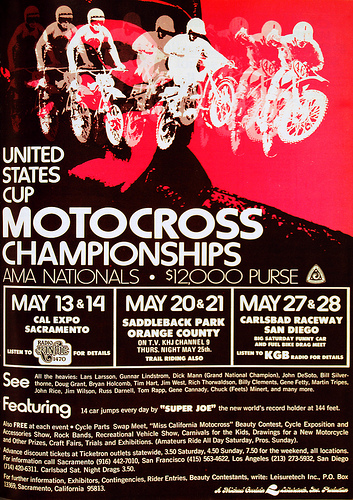 UNITED
STATES
CUP
MOTOCROSS
CHAMPIONSHIPS
AMA NATIONALS • $12,000 PURSE
MAY 13 & 14
CAL EXPO
SACRAMENTO
LISTEN TO RADIO 1470 FOR DETAILS
MAY 20 & 21
SADDLEBACK PARK
ORANGE COUNTY
ON T.V. KHJ CHANNEL 9
THURS. NIGHT MAY 25th.
TRAIL RIDING ALSO
MAY 27 & 28
CARLSBAD RACEWAY
SAN DIEGO
BIG SATURDAY FUNNY CAR
AND FUEL BIKE DRAG MEET
LISTEN TO KGB RADIO FOR DETAILS
See All the heavies: Lars Larsson, Gunnar Lindstrom, Dick Mann (Grand National Champion), John DeSoto, Bill Silver-
thorne, Doug Grant, Bryan Holcomb, Tim Hart, Jim West, Rich Thorwaldson, Billy Clements, Gene Fetty, Martin Tripes,
John Rice, Jim Wilson, Russ Darnell, Tom Rapp, Gene Cannady, Chuck (Feets) Minert, and many more.
Featuring 14 car jumps every day by "SUPER JOE" the new world's record holder at 144 feet.
Also FREE at each event • Cycle Parts Swap Meet, "Miss California Motocross" Beauty Contest, Cycle Exposition and
Accessories Show, Rock Bands, Recreational Vehicle Show, Carnivals for the Kids, Drawings for a New Motorcycle
and Other Prizes, Craft Fairs, Trials and Exhibitions. (Amateurs Ride All Day Saturday, Pros. Sunday).
Advance discount tickets at Ticketron outlets statewide, 3.50 Saturday, 4.50 Sunday, 7.50 for the weekend, all locations.
For information call Sacramento (916) 442-7010, San Francisco (415) 563-4622, Los Angeles (213) 273-5932, San Diego
(714) 420-6311. Carlsbad Sat. Night Drags 3.50.
For further information, Exhibitors, Contingencies, Rider Entries, Beauty Contestants, write: Leisuretech Inc., P.O. Box
13369, Sacramento, California 95813.